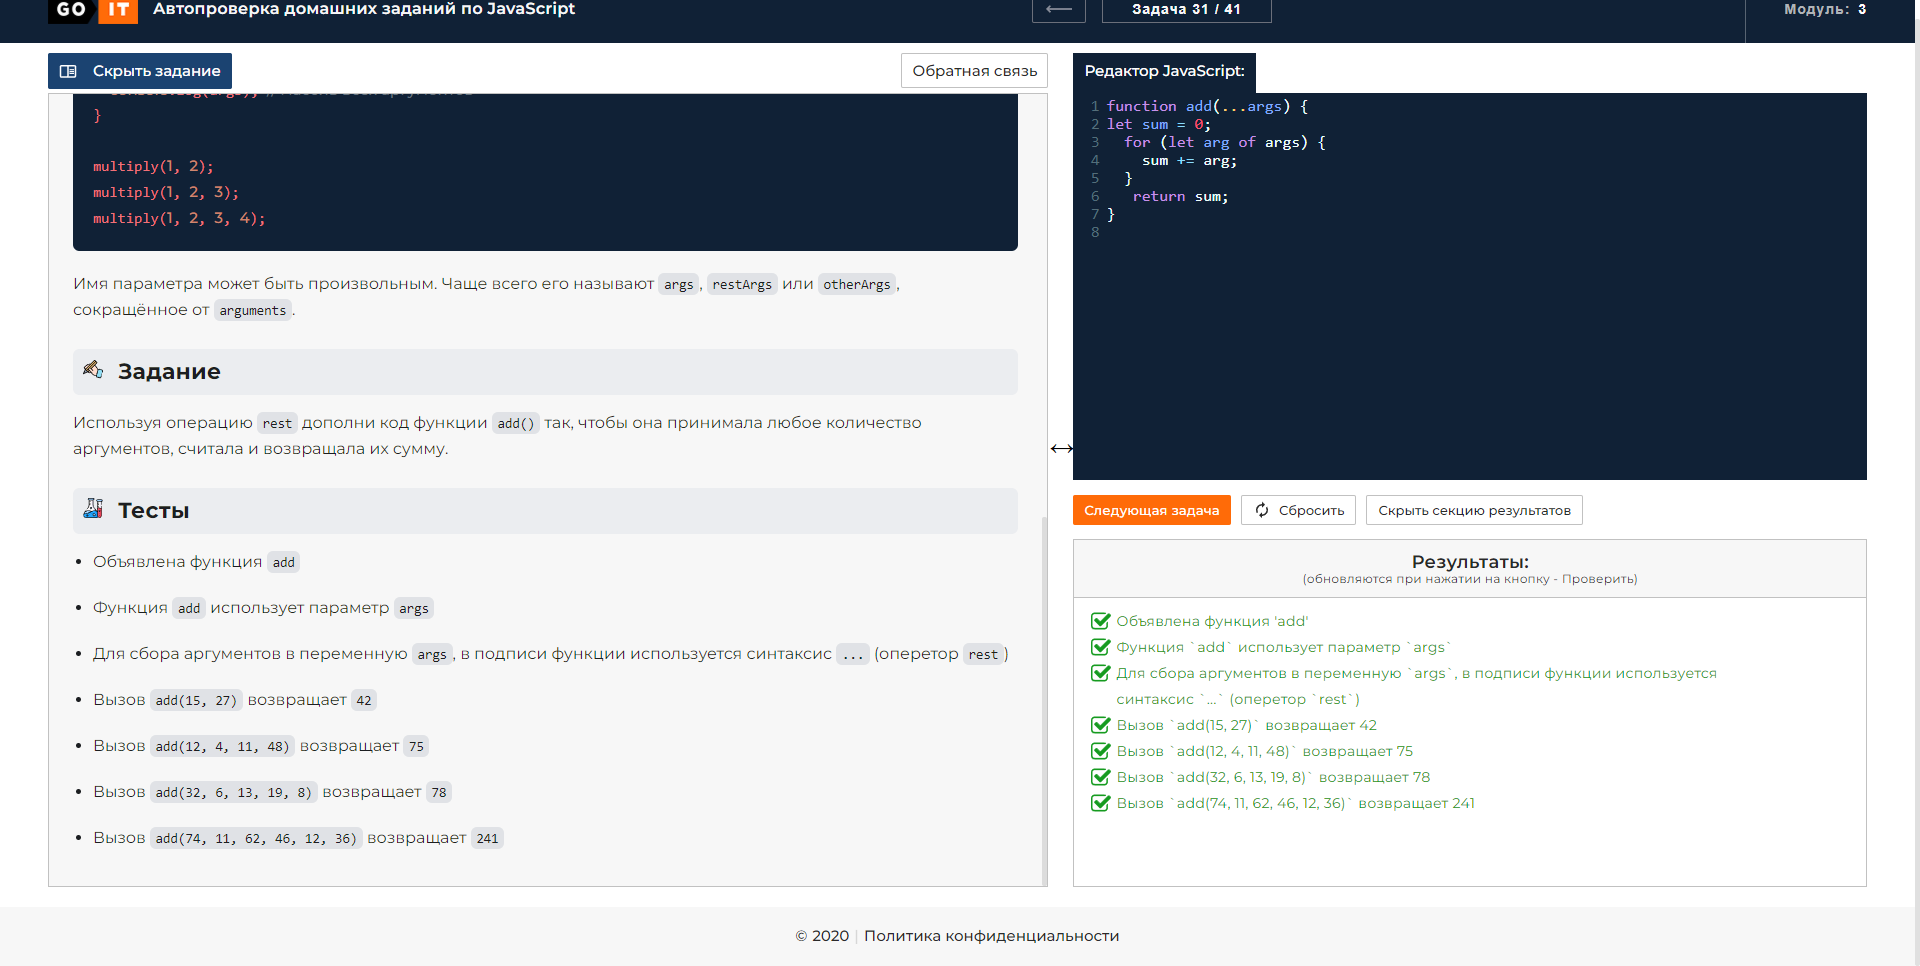 GO IT Автопроверка домашних заданий по JavaScript
Задача 31 / 41
Модуль: 3
Скрыть задание
Обратная связь
}
multiply(1, 2);
multiply(1, 2, 3);
multiply(1, 2, 3, 4);
Имя параметра может быть произвольным. Чаще всего его называют args, restArgs или otherArgs,
сокращённое от arguments.
Задание
Используя операцию rest дополни код функции add() так, чтобы она принимала любое количество
аргументов, считала и возвращала их сумму.
Тесты
• Объявлена функция add
• Функция add использует параметр args
• Для сбора аргументов в переменную args, в подписи функции используется синтаксис ... (оперетор rest)
• Вызов add(15, 27) возвращает 42
• Вызов add(12, 4, 11, 48) возвращает 75
• Вызов add(32, 6, 13, 19, 8) возвращает 78
• Вызов add(74, 11, 62, 46, 12, 36) возвращает 241
Редактор JavaScript:
1 function add(...args) {
2 let sum = 0;
3 for (let arg of args) {
4 sum += arg;
5 }
6 return sum;
7 }
8
Следующая задача
Сбросить
Скрыть секцию результатов
Результаты:
(обновляются при нажатии на кнопку - Проверить)
Объявлена функция 'add'
Функция `add` использует параметр `args`
Для сбора аргументов в переменную `args`, в подписи функции используется
синтаксис `...` (оперетор `rest`)
Вызов `add(15, 27)` возвращает 42
Вызов `add(12, 4, 11, 48)` возвращает 75
Вызов `add(32, 6, 13, 19, 8)` возвращает 78
Вызов `add(74, 11, 62, 46, 12, 36)` возвращает 241
© 2020 | Политика конфиденциальности